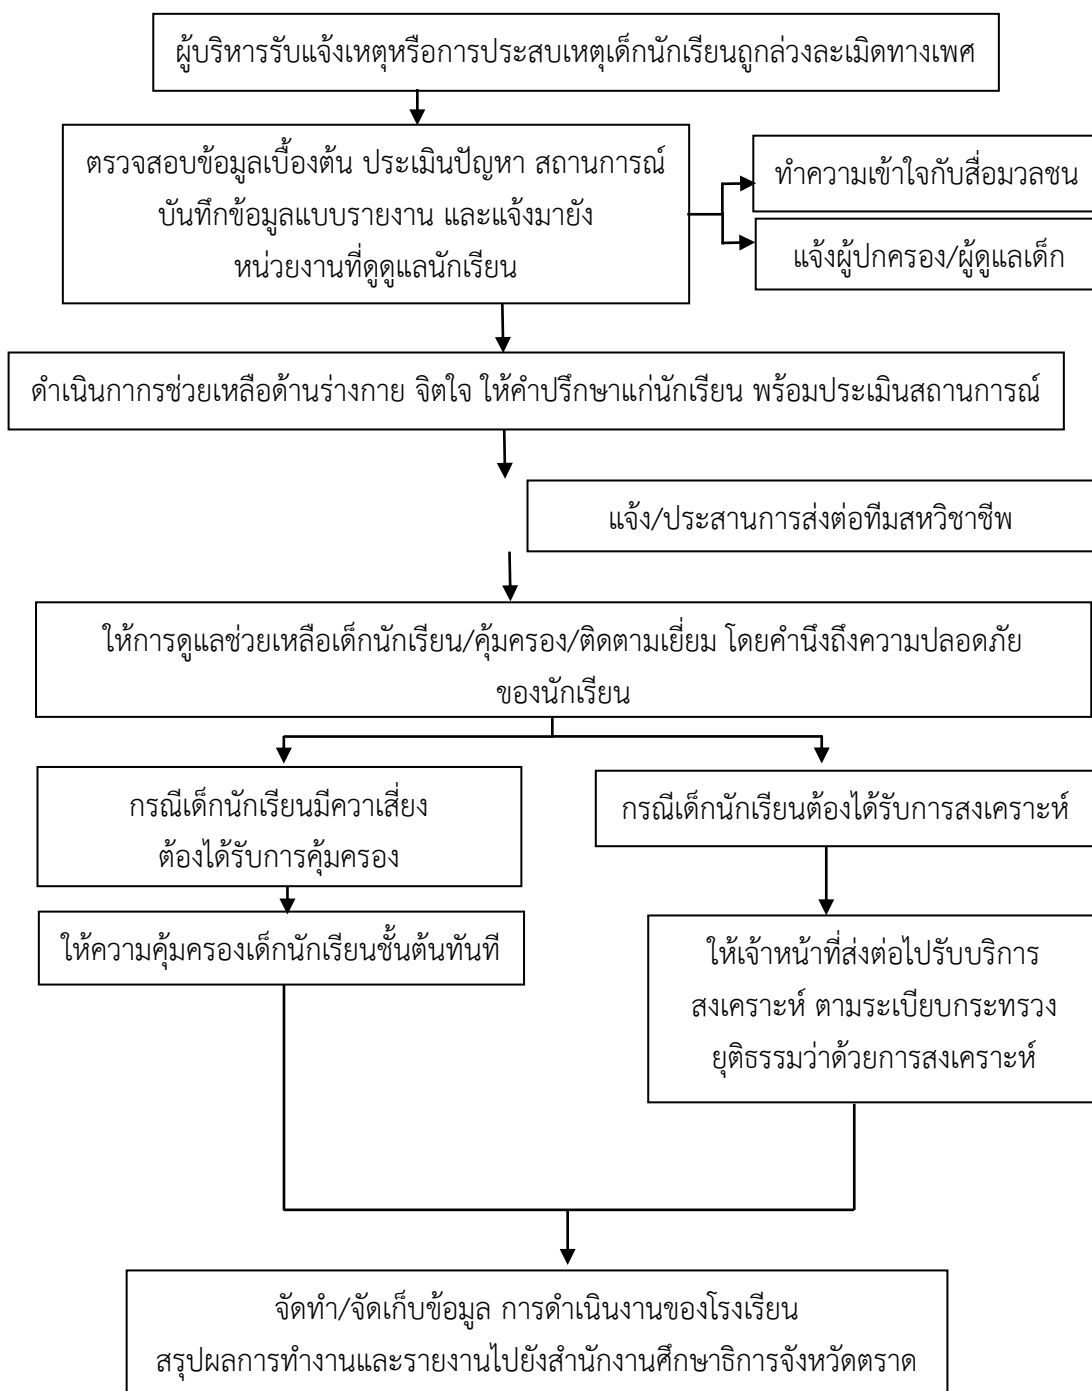 ผู้บริหารรับแจ้งเหตุหรือการประสบเหตุเด็กนักเรียนถูกล่วงละเมิดทางเพศ
ตรวจสอบข้อมูลเบื้องต้น ประเมินปัญหา สถานการณ์
บันทึกข้อมูลแบบรายงาน และแจ้งมายัง
หน่วยงานที่ดูดูแลนักเรียน
ทำความเข้าใจกับสื่อมวลชน
แจ้งผู้ปกครอง/ผู้ดูแลเด็ก
ดำเนินกากรช่วยเหลือด้านร่างกาย จิตใจ ให้คำปรึกษาแก่นักเรียน พร้อมประเมินสถานการณ์
แจ้ง/ประสานการส่งต่อทีมสหวิชาชีพ
ให้การดูแลช่วยเหลือเด็กนักเรียน/คุ้มครอง/ติดตามเยี่ยม โดยคำนึงถึงความปลอดภัย
ของนักเรียน
กรณีเด็กนักเรียนมีควาเสี่ยง
ต้องได้รับการคุ้มครอง
กรณีเด็กนักเรียนต้องได้รับการสงเคราะห์
ให้ความคุ้มครองเด็กนักเรียนชั้นต้นทันที
ให้เจ้าหน้าที่ส่งต่อไปรับบริการ
สงเคราะห์ ตามระเบียบกระทรวง
ยุติธรรมว่าด้วยการสงเคราะห์
จัดทำ/จัดเก็บข้อมูล การดำเนินงานของโรงเรียน
สรุปผลการทำงานและรายงานไปยังสำนักงานศึกษาธิการจังหวัดตราด